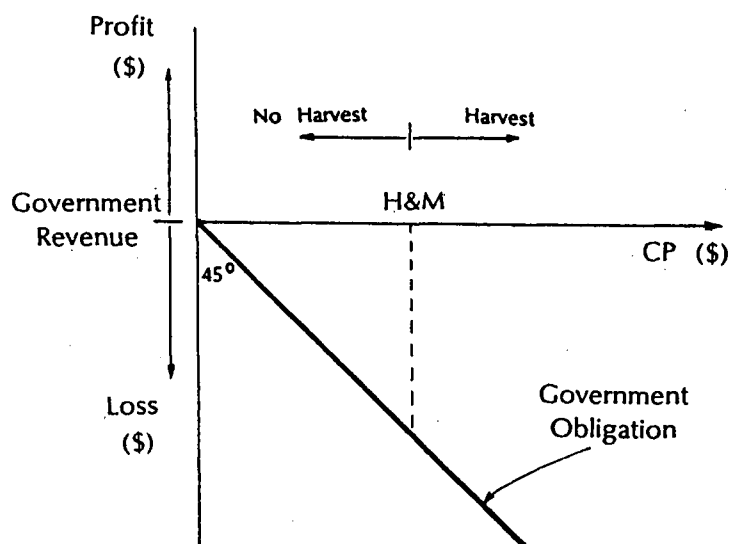 Profit
($)
No Harvest
Harvest
Government
Revenue
H&M
CP ($)
45°
Loss
($)
Government
Obligation